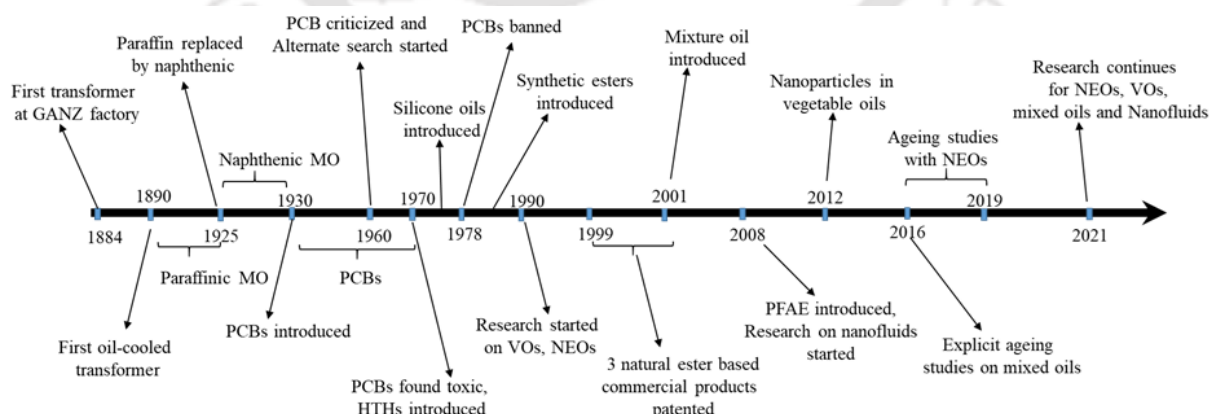 First transformer
at GANZ factory
Paraffin replaced
by naphthenic
PCB criticized and
Alternate search started
PCBs banned
Silicone oils
introduced
Synthetic esters
introduced
Mixture oil
introduced
Nanoparticles in
vegetable oils
Ageing studies
with NEOs
Research continues
for NEOs, VOs,
mixed oils and Nanofluids
Naphthenic MO
1890
1930
1970
1990
2001
2012
2019
1884
1925
1960
1978
1999
2008
2016
2021
Paraffinic MO
PCBs
First oil-cooled
transformer
PCBs introduced
PCBs found toxic,
HTHs introduced
Research started
on VOs, NEOs
3 natural ester based
commercial products
patented
PFAE introduced,
Research on nanofluids
started
Explicit ageing
studies on mixed oils